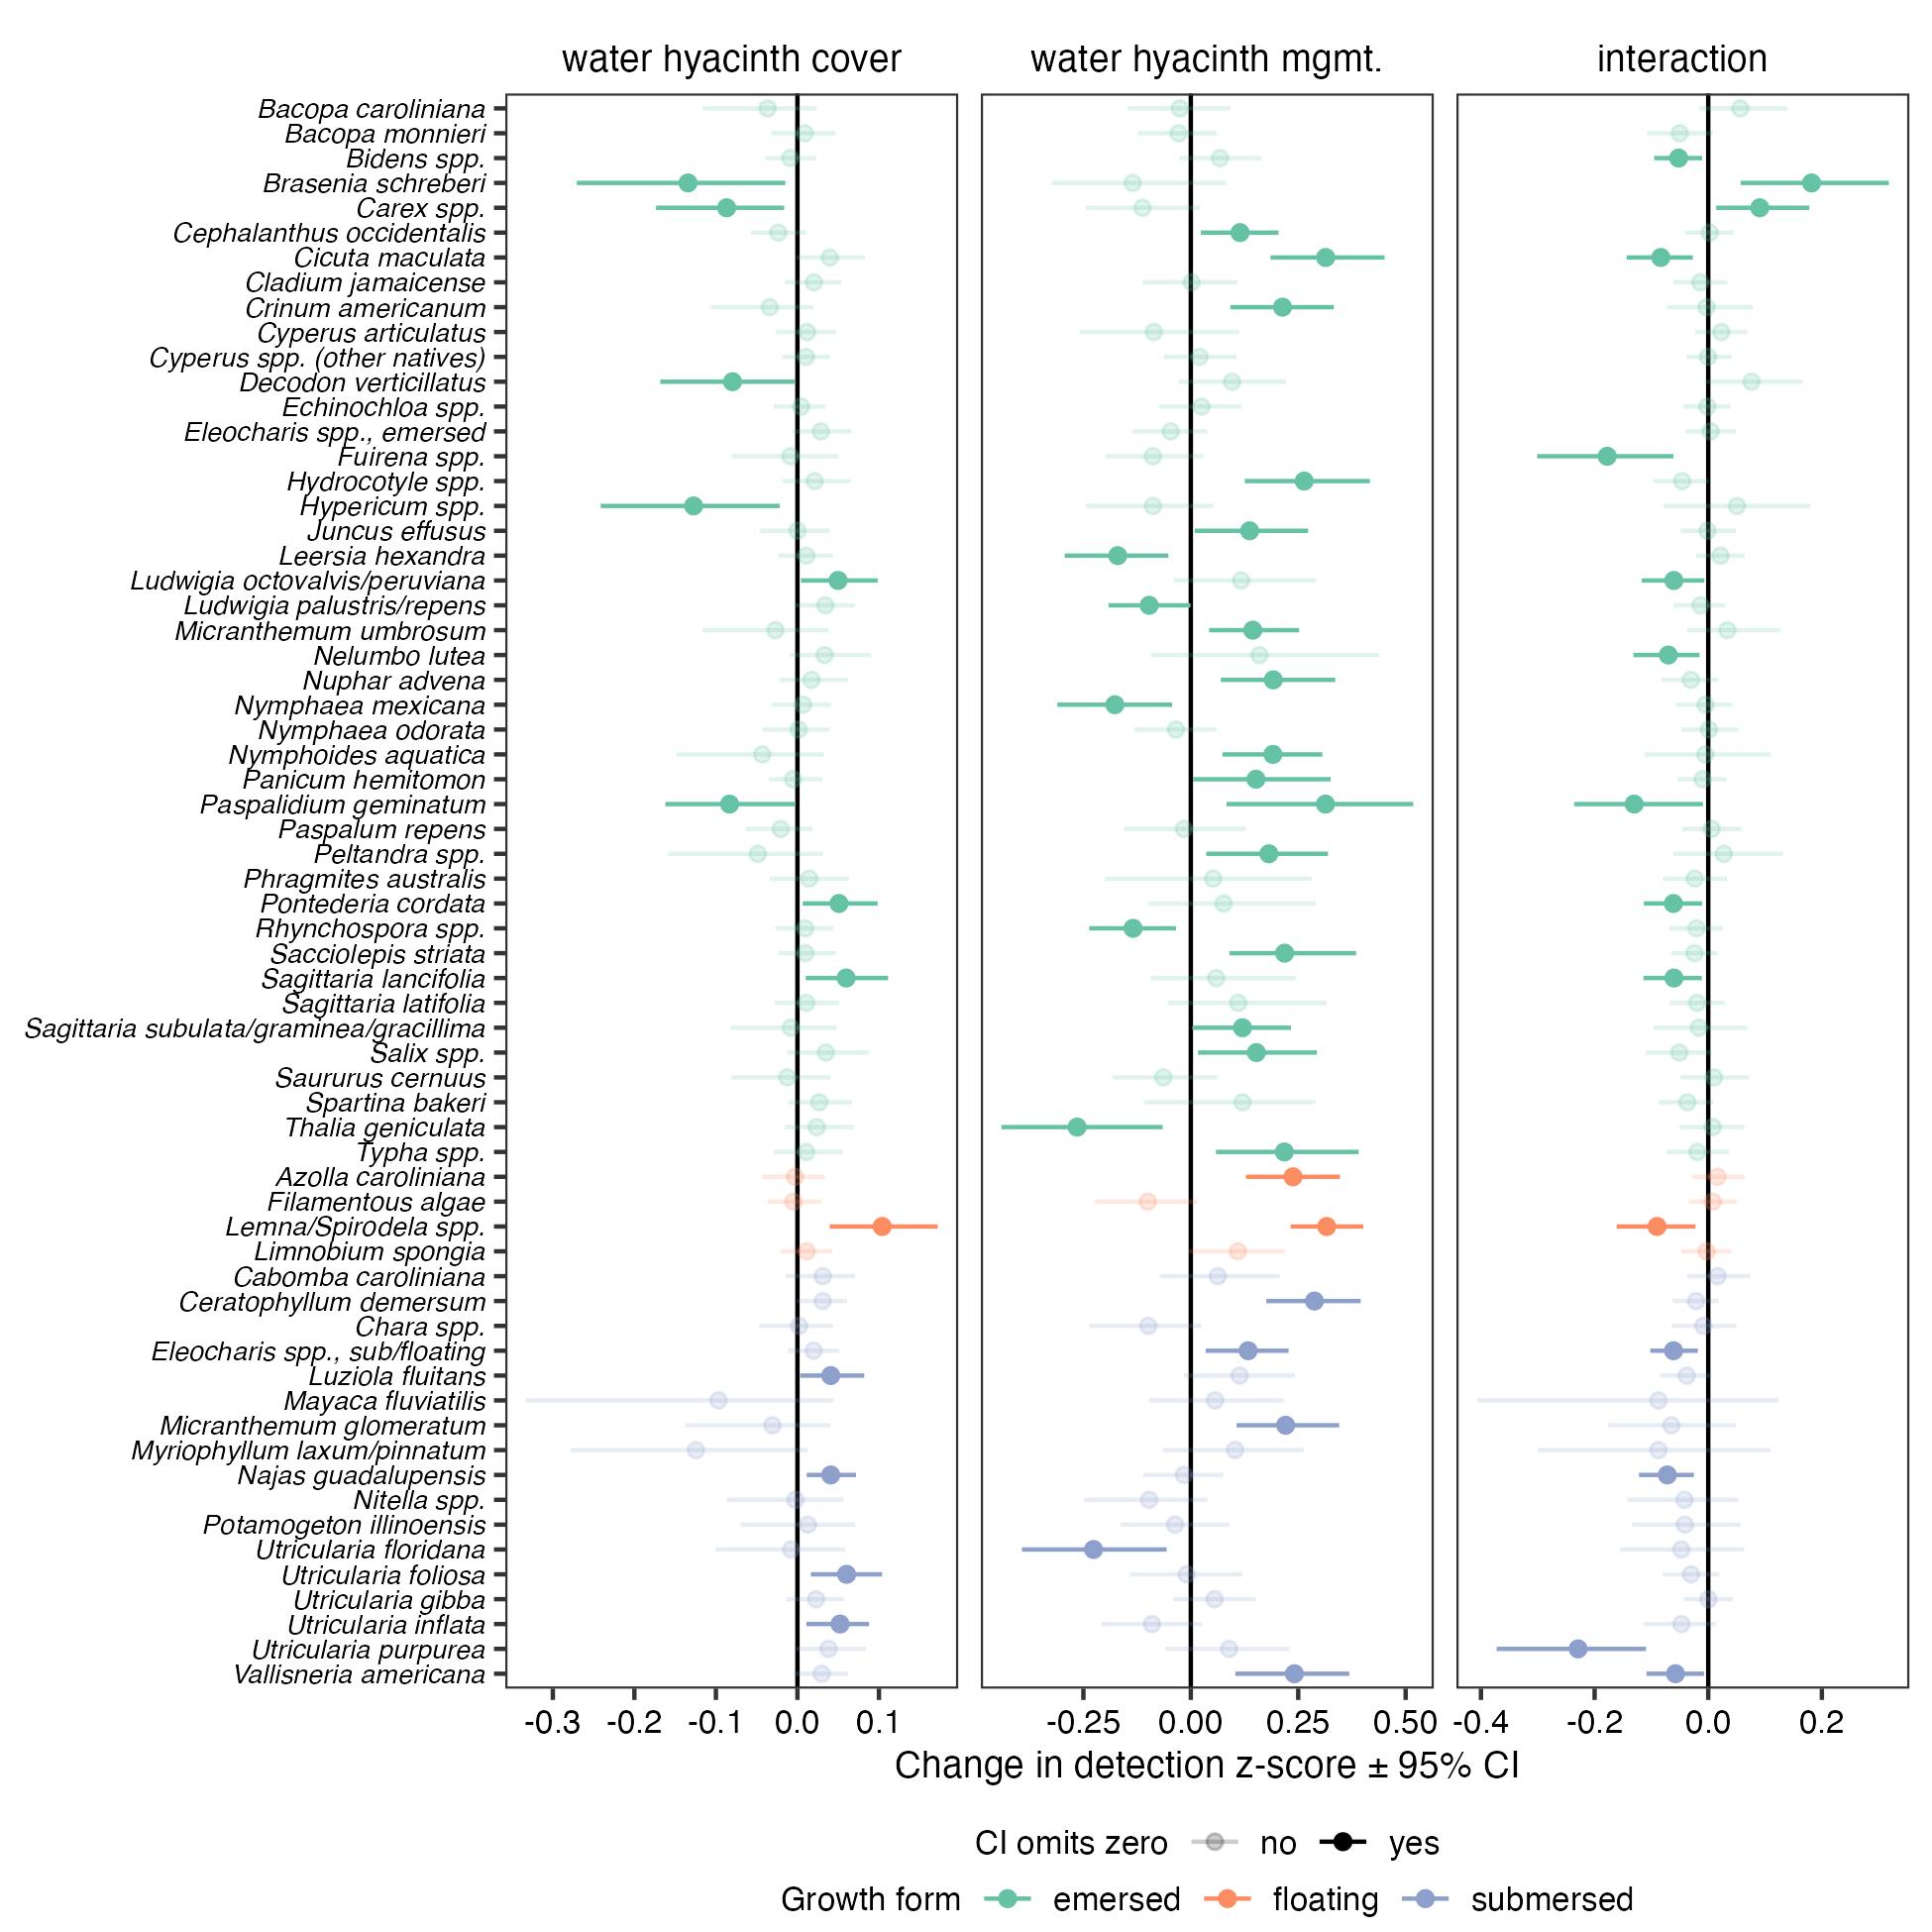 water hyacinth cover water hyacinth mgmt. interaction
Bacopa caroliniana
Bacopa monnieri
Bidens spp.
Brasenia schreberi
Carex spp.
Cephalanthus occidentalis
Cicuta maculata
Cladium jamaicense
Crinum americanum
Cyperus articulatus
Cyperus spp. (other natives)
Decodon verticillatus
Echinochloa spp.
Eleocharis spp., emersed
Fuirena spp.
Hydrocotyle spp.
Hypericum spp.
Juncus effusus
Leersia hexandra
Ludwigia octovalvis/peruviana
Ludwigia palustris/repens
Micranthemum umbrosum
Nelumbo lutea
Nuphar advena
Nymphaea mexicana
Nymphaea odorata
Nymphoides aquatica
Panicum hemitomon
Paspalidium geminatum
Paspalum repens
Peltandra spp.
Phragmites australis
Pontederia cordata
Rhynchospora spp.
Sacciolepis striata
Sagittaria lancifolia
Sagittaria latifolia
Sagittaria subulata/graminea/gracillima
Salix spp.
Saururus cernuus
Spartina bakeri
Thalia geniculata
Typha spp.
Azolla caroliniana
Filamentous algae
Lemna/Spirodela spp.
Limnobium spongia
Cabomba caroliniana
Ceratophyllum demersum
Chara spp.
Eleocharis spp., sub/floating
Luziola fluitans
Mayaca fluviatilis
Micranthemum glomeratum
Myriophyllum laxum/pinnatum
Najas guadalupensis
Nitella spp.
Potamogeton illinoensis
Utricularia floridana
Utricularia foliosa
Utricularia gibba
Utricularia inflata
Utricularia purpurea
Vallisneria americana
-0.3 -0.2 -0.1 0.0 0.1 -0.25 0.00 0.25 0.50 -0.4 -0.2 0.0 0.2
Change in detection z-score ± 95% CI
CI omits zero no yes
Growth form emersed floating submersed